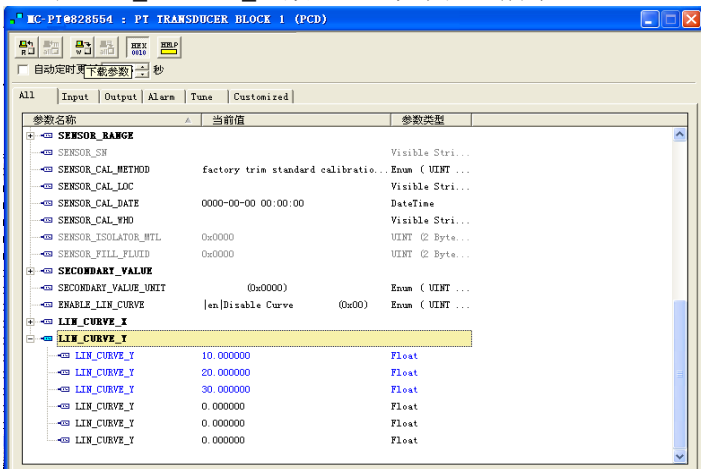 MC-PT@828554 : PT TRANSDUCER BLOCK 1 (PCD)
R W HEX 0010 HELP
自动定时更 下载参数 秒
All Input Output Alarm Tune Customized
参数名称 当前值 参数类型
SENSOR_RANGE
SENSOR_SN Visible Stri...
SENSOR_CAL_METHOD factory trim standard calibratio... Enum ( UINT ...
SENSOR_CAL_LOC Visible Stri...
SENSOR_CAL_DATE 0000-00-00 00:00:00 DateTime
SENSOR_CAL_WHO Visible Stri...
SENSOR_ISOLATOR_MTL 0x0000 UINT (2 Byte...
SENSOR_FILL_FLUID 0x0000 UINT (2 Byte...
SECONDARY_VALUE
SECONDARY_VALUE_UNIT (0x0000) Enum ( UINT ...
ENABLE_LIN_CURVE |en|Disable Curve (0x00) Enum ( UINT ...
LIN_CURVE_X
LIN_CURVE_Y
LIN_CURVE_Y 10.000000 Float
LIN_CURVE_Y 20.000000 Float
LIN_CURVE_Y 30.000000 Float
LIN_CURVE_Y 0.000000 Float
LIN_CURVE_Y 0.000000 Float
LIN_CURVE_Y 0.000000 Float